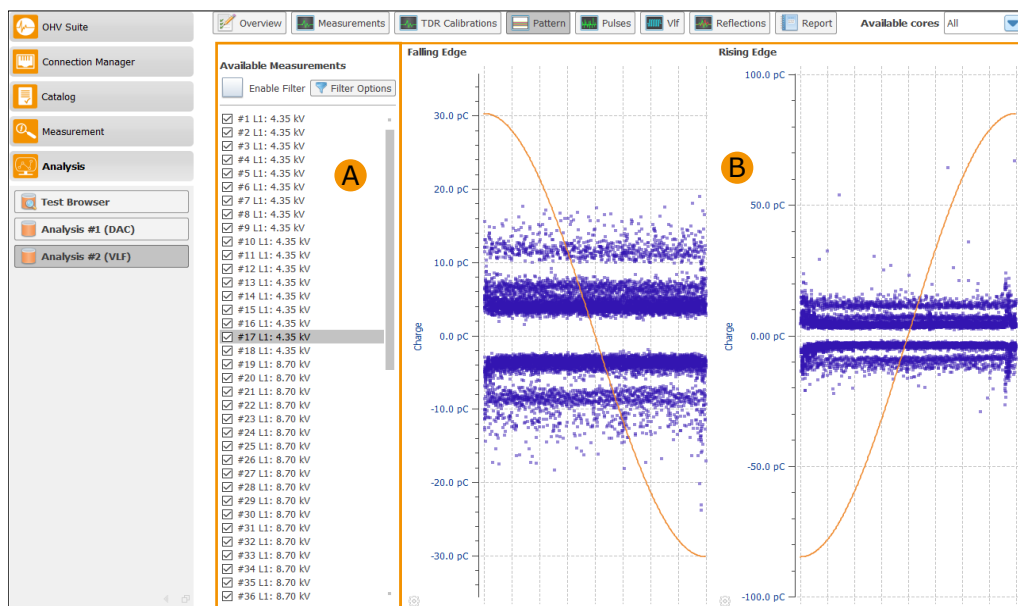 OHV Suite
Connection Manager
Catalog
Measurement
Analysis
Test Browser
Analysis #1 (DAC)
Analysis #2 (VLF)
Overview Measurements TDR Calibrations Pattern Pulses Vlf Reflections Report Available cores All
Available Measurements
Enable Filter Filter Options
#1 L1: 4.35 kV
#2 L1: 4.35 kV
#3 L1: 4.35 kV
#4 L1: 4.35 kV
#5 L1: 4.35 kV
#6 L1: 4.35 kV
#7 L1: 4.35 kV
#8 L1: 4.35 kV
#9 L1: 4.35 kV
#10 L1: 4.35 kV
#11 L1: 4.35 kV
#12 L1: 4.35 kV
#13 L1: 4.35 kV
#14 L1: 4.35 kV
#15 L1: 4.35 kV
#16 L1: 4.35 kV
#17 L1: 4.35 kV
#18 L1: 4.35 kV
#19 L1: 8.70 kV
#20 L1: 8.70 kV
#21 L1: 8.70 kV
#22 L1: 8.70 kV
#23 L1: 8.70 kV
#24 L1: 8.70 kV
#25 L1: 8.70 kV
#26 L1: 8.70 kV
#27 L1: 8.70 kV
#28 L1: 8.70 kV
#29 L1: 8.70 kV
#30 L1: 8.70 kV
#31 L1: 8.70 kV
#32 L1: 8.70 kV
#33 L1: 8.70 kV
#34 L1: 8.70 kV
#35 L1: 8.70 kV
#36 L1: 8.70 kV
A
Falling Edge
30.0 pC
20.0 pC
10.0 pC
0.0 pC
-10.0 pC
-20.0 pC
-30.0 pC
Charge
Rising Edge
B
100.0 pC
50.0 pC
0.00 pC
-50.0 pC
-100.0 pC
Charge